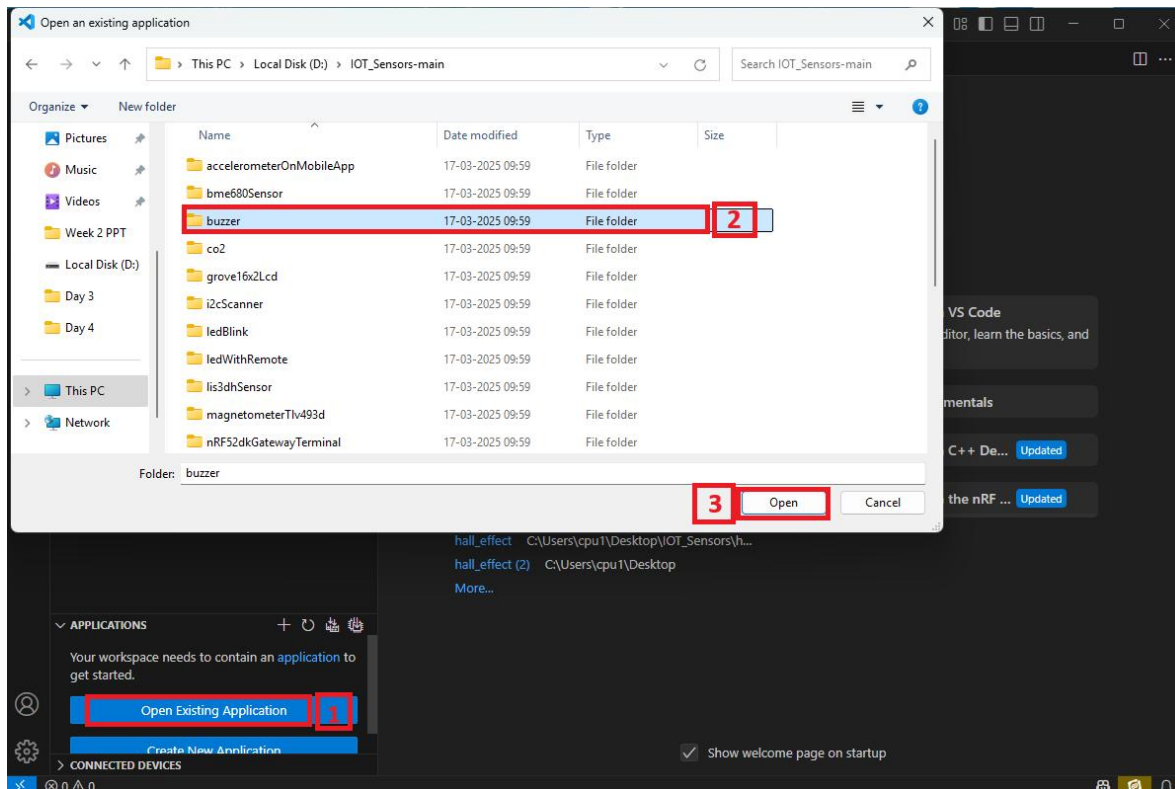 Open an existing application
This PC > Local Disk (D:) > IOT_Sensors-main
Search IOT_Sensors-main
Organize
New folder
Name
Date modified
Type
Size
Pictures
Music
Videos
Week 2 PPT
Local Disk (D:)
Day 3
Day 4
This PC
Network
accelerometerOnMobileApp 17-03-2025 09:59 File folder
bme680Sensor 17-03-2025 09:59 File folder
buzzer 17-03-2025 09:59 File folder 2
co2 17-03-2025 09:59 File folder
grove16x2Lcd 17-03-2025 09:59 File folder
i2cScanner 17-03-2025 09:59 File folder
ledBlink 17-03-2025 09:59 File folder
ledWithRemote 17-03-2025 09:59 File folder
lis3dhSensor 17-03-2025 09:59 File folder
magnetometerTlv493d 17-03-2025 09:59 File folder
nRF52dkGatewayTerminal 17-03-2025 09:59 File folder
Folder: buzzer
3 Open Cancel
VS Code
ditor, learn the basics, and
mentals
C++ De... Updated
the nRF ... Updated
hall_effect C:\Users\cpu1\Desktop\IOT_Sensors\h...
hall_effect (2) C:\Users\cpu1\Desktop
More...
APPLICATIONS
Your workspace needs to contain an application to
get started.
Open Existing Application 1
Create New Application
CONNECTED DEVICES
Show welcome page on startup
0 0